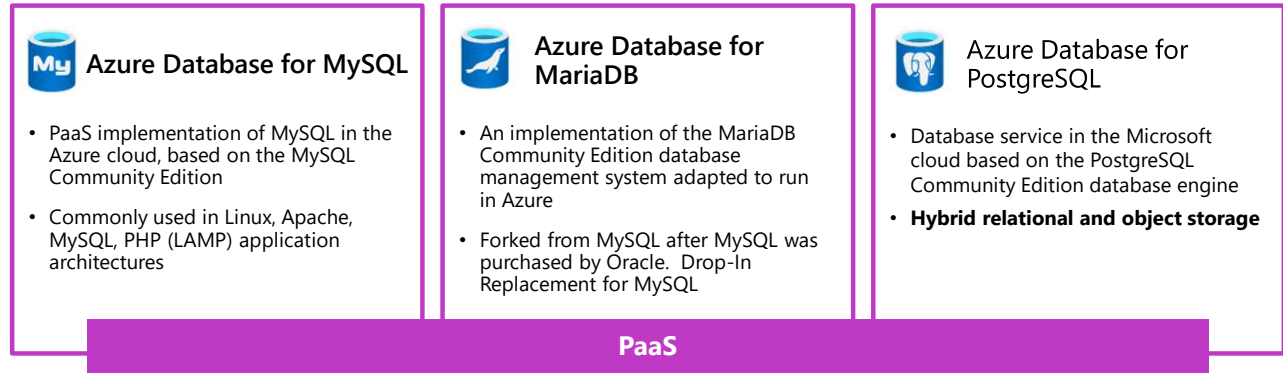 My
Azure Database for MySQL
• PaaS implementation of MySQL in the
Azure cloud, based on the MySQL
Community Edition
• Commonly used in Linux, Apache,
MySQL, PHP (LAMP) application
architectures
Azure Database for
MariaDB
• An implementation of the MariaDB
Community Edition database
management system adapted to run
in Azure
• Forked from MySQL after MySQL was
purchased by Oracle.  Drop-In
Replacement for MySQL
Azure Database for
PostgreSQL
• Database service in the Microsoft
cloud based on the PostgreSQL
Community Edition database engine
• Hybrid relational and object storage
PaaS